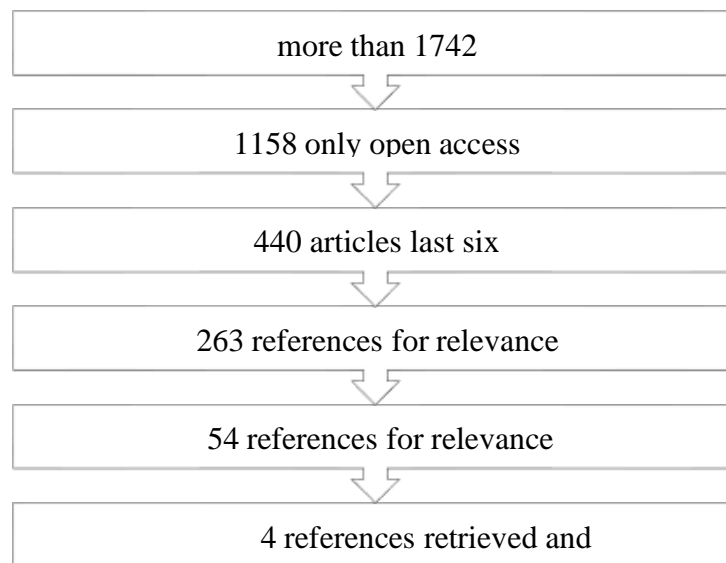 more than 1742
1158 only open access
440 articles last six
263 references for relevance
54 references for relevance
4 references retrieved and